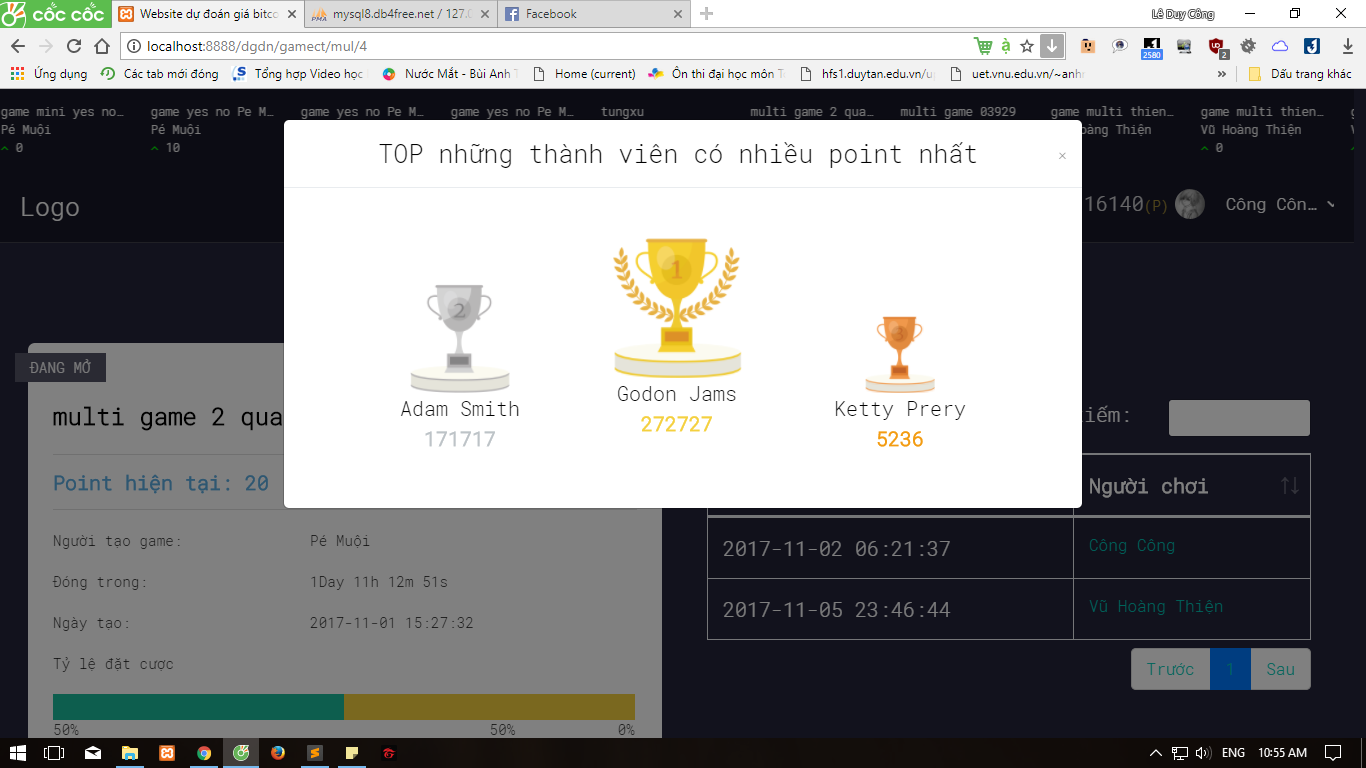 cốc cốc
Website dự đoán giá bitco
mysql8.db4free.net / 127.0
Facebook
Lê Duy Công
localhost:8888/dgdn/gamect/mul/4
2580
2
Ứng dụng
Các tab mới đóng
Tổng hợp Video học
Nước Mắt - Bùi Anh T
Home (current)
Ôn thi đại học môn T
hfs1.duytan.edu.vn/u
uet.vnu.edu.vn/~anhr
»
Dấu trang khác
game mini yes no…
game yes no Pe M…
game yes no Pe M…
game yes no Pe M…
tungxu
multi game 2 qua…
multi game 03929
game multi thien…
game multi thien…
Pé Muội
Pé Muội
Hoàng Thiện
Vũ Hoàng Thiện
0
10
0
TOP những thành viên có nhiều point nhất
×
Logo
16140(P)
Công Côn…
1
2
3
Godon Jams
272727
Adam Smith
171717
Ketty Prery
5236
ĐANG MỞ
multi game 2 qua
Point hiện tại: 20
Người tạo game: Pé Muội
Đóng trong: 1Day 11h 12m 51s
Ngày tạo: 2017-11-01 15:27:32
Tỷ lệ đặt cược
50% 50% 0%
iếm:
Người chơi
2017-11-02 06:21:37 Công Công
2017-11-05 23:46:44 Vũ Hoàng Thiện
Trước 1 Sau
ENG
10:55 AM